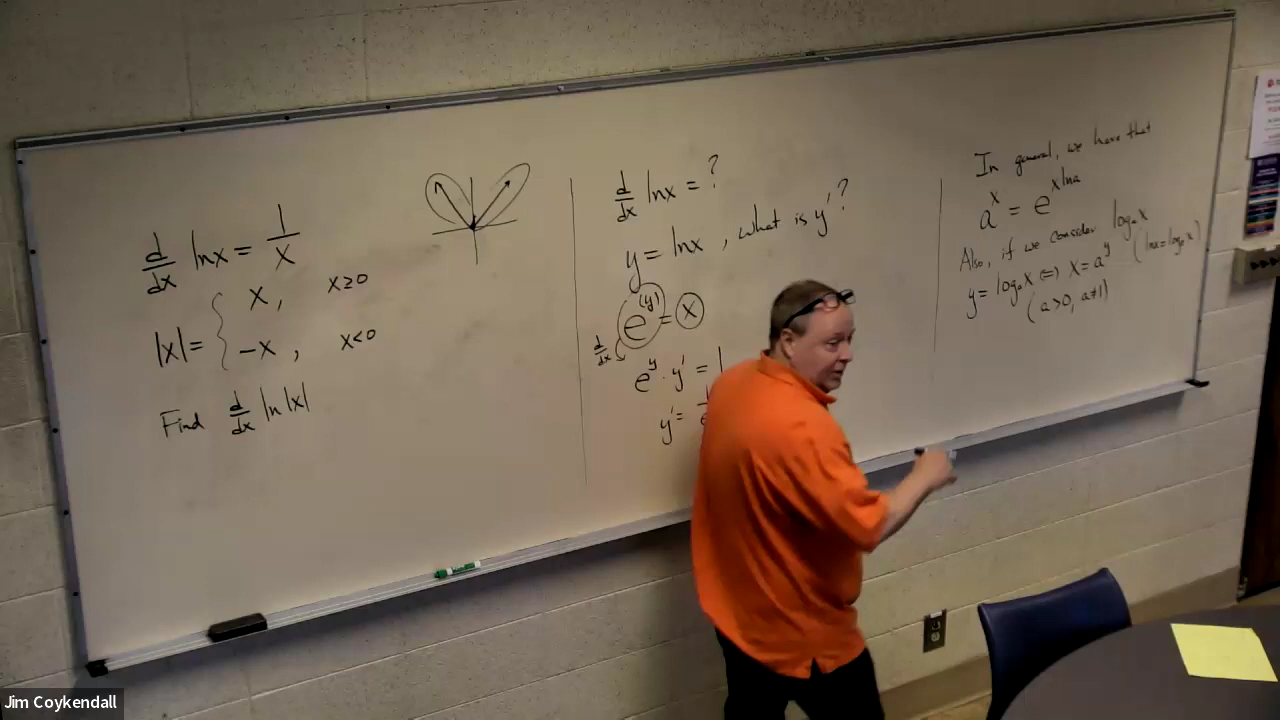 d/dx lnx = 1/x
|x| = { x, x≥0
-x, x<0
Find d/dx ln|x|
d/dx lnx = ?
y = lnx, what is y'?
e^(y) = x
d/dx
e^y · y' = 1
y' =
In general, we have that
a^x = e^(x ln a)
Also, if we consider log_a x
y = log_a x ⇔ x = a^y (lnx = log_e x)
(a>0, a≠1)
Jim Coykendall